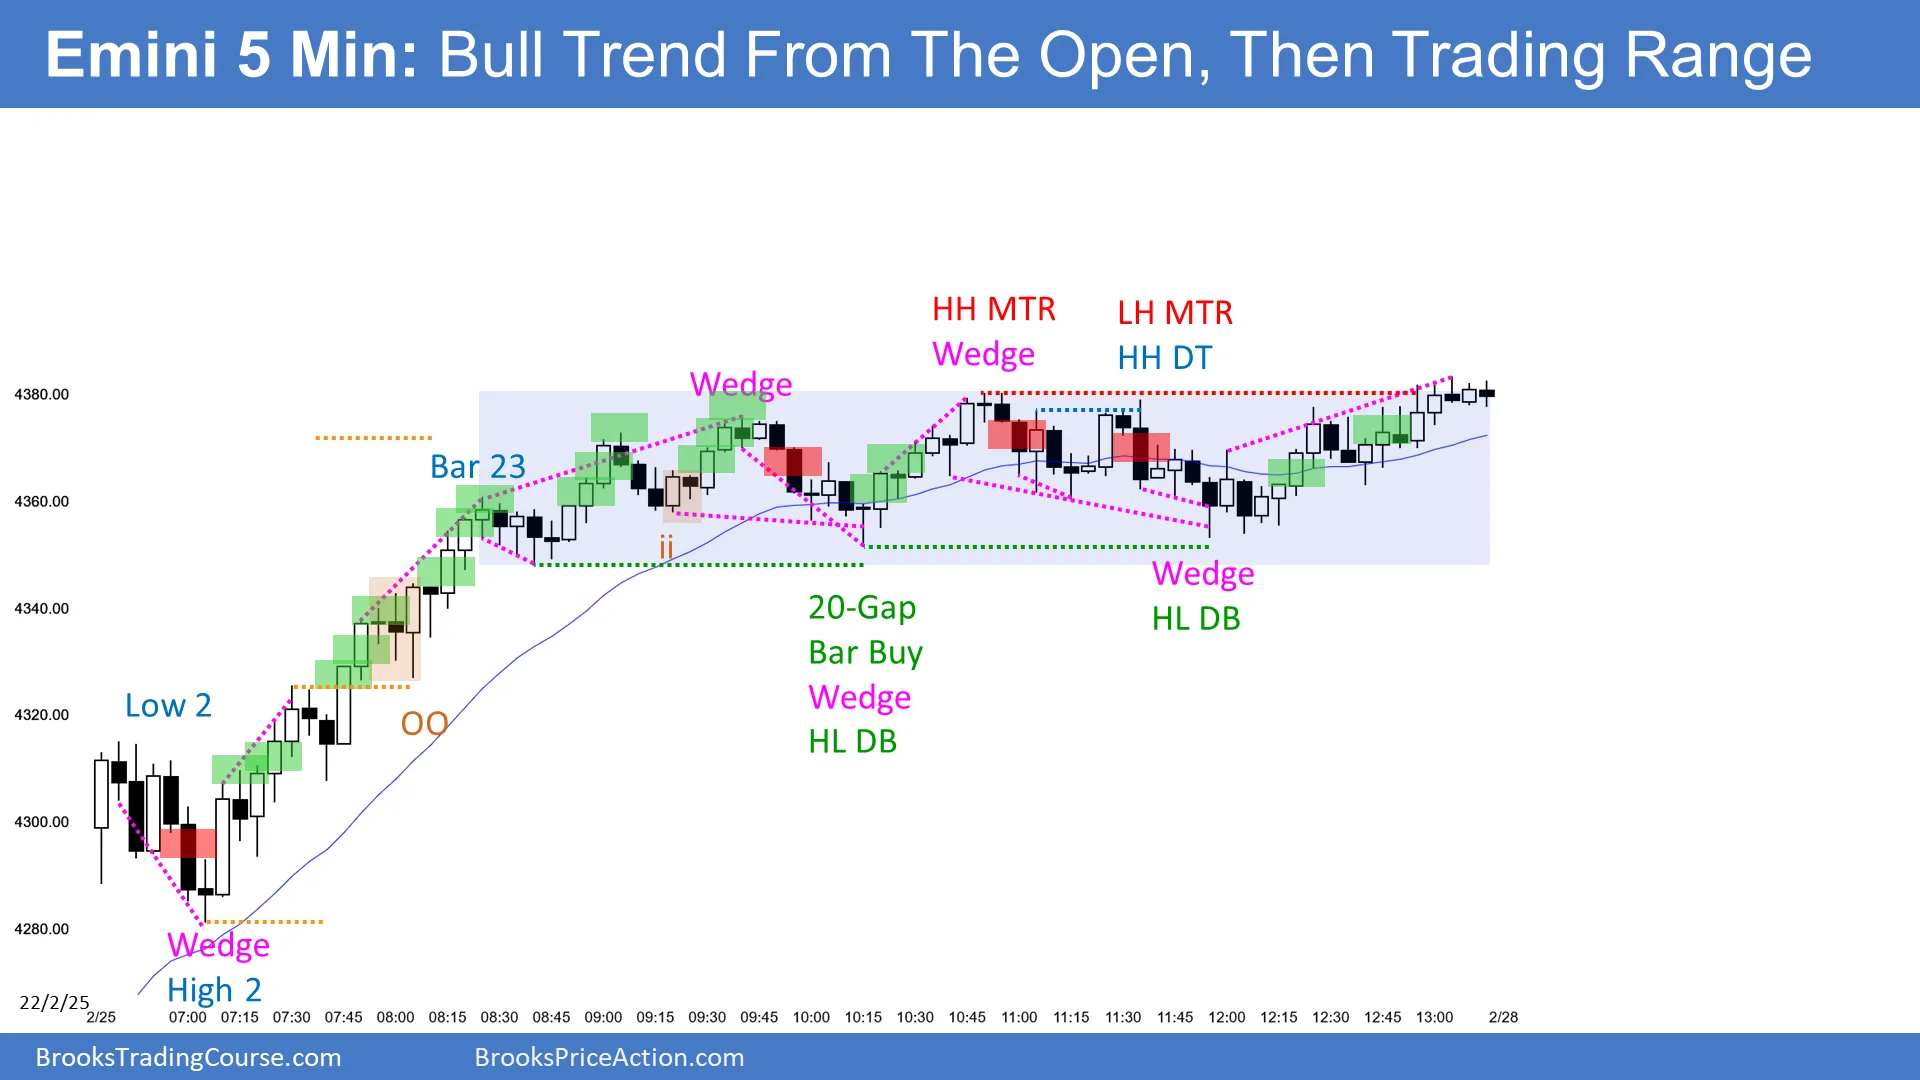 Emini 5 Min: Bull Trend From The Open, Then Trading Range
HH MTR
Wedge
LH MTR
HH DT
Wedge
4380.00
Bar 23
4360.00
ii
Wedge
HL DB
4340.00
20-Gap
Bar Buy
Wedge
HL DB
Low 2
OO
4320.00
4300.00
4280.00
Wedge
High 2
22/2/25
2/25 07:00 07:15 07:30 07:45 08:00 08:15 08:30 08:45 09:00 09:15 09:30 09:45 10:00 10:15 10:30 10:45 11:00 11:15 11:30 11:45 12:00 12:15 12:30 12:45 13:00 2/28
BrooksTradingCourse.com BrooksPriceAction.com